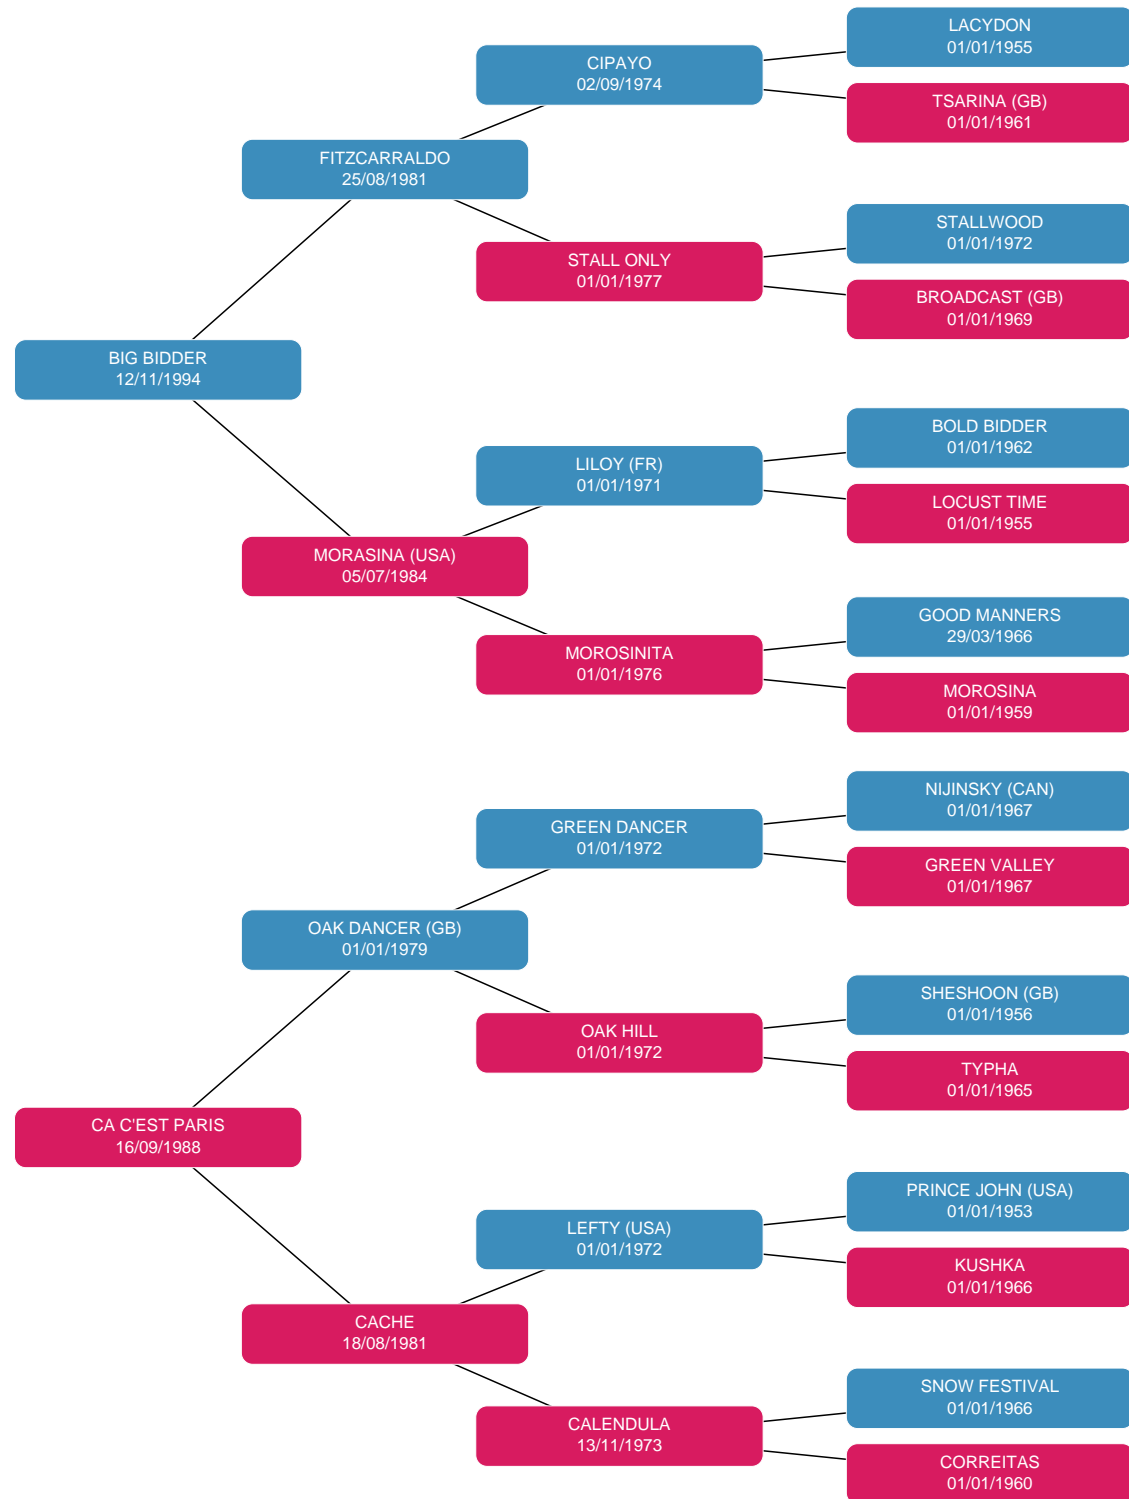 LACYDON
01/01/1955
CIPAYO
02/09/1974
TSARINA (GB)
01/01/1961
FITZCARRALDO
25/08/1981
STALLWOOD
01/01/1972
STALL ONLY
01/01/1977
BROADCAST (GB)
01/01/1969
BIG BIDDER
12/11/1994
BOLD BIDDER
01/01/1962
LILOY (FR)
01/01/1971
LOCUST TIME
01/01/1955
MORASINA (USA)
05/07/1984
GOOD MANNERS
29/03/1966
MOROSINITA
01/01/1976
MOROSINA
01/01/1959
NIJINSKY (CAN)
01/01/1967
GREEN DANCER
01/01/1972
GREEN VALLEY
01/01/1967
OAK DANCER (GB)
01/01/1979
SHESHOON (GB)
01/01/1956
OAK HILL
01/01/1972
TYPHA
01/01/1965
CA C'EST PARIS
16/09/1988
PRINCE JOHN (USA)
01/01/1953
LEFTY (USA)
01/01/1972
KUSHKA
01/01/1966
CACHE
18/08/1981
SNOW FESTIVAL
01/01/1966
CALENDULA
13/11/1973
CORREITAS
01/01/1960